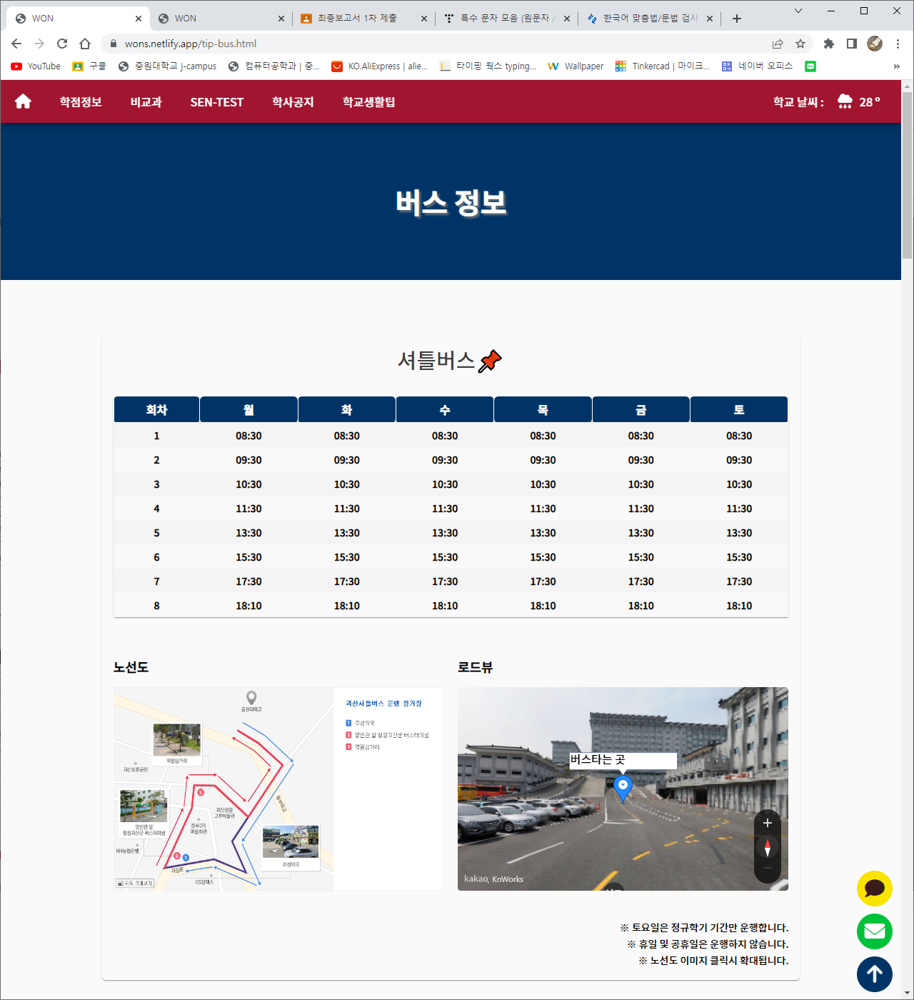 WON
WON
최종보고서 1차 제출
특수 문자 모음 (원문자 /
한국어 맞춤법/문법 검사
wons.netlify.app/tip-bus.html
YouTube
구글
중원대학교 j-campus
컴퓨터공학과 | 중...
KO.AliExpress | alie...
타이핑 웍스 typing...
Wallpaper
Tinkercad | 마이크...
네이버 오피스
»
학점정보
비교과
SEN-TEST
학사공지
학교생활팁
학교 날씨 :
28 º
버스 정보
셔틀버스
회차 월 화 수 목 금 토
1 08:30 08:30 08:30 08:30 08:30 08:30
2 09:30 09:30 09:30 09:30 09:30 09:30
3 10:30 10:30 10:30 10:30 10:30 10:30
4 11:30 11:30 11:30 11:30 11:30 11:30
5 13:30 13:30 13:30 13:30 13:30 13:30
6 15:30 15:30 15:30 15:30 15:30 15:30
7 17:30 17:30 17:30 17:30 17:30 17:30
8 18:10 18:10 18:10 18:10 18:10 18:10
노선도
중원대학교
역말삼거리
괴산보훈공원
3
괴산청결
고추박물관
동부2리
마을회관
동부육교
영빈관 앞
청정괴산군 버스터미널
NH농협은행
2
1
괴강로
GS칼텍스
주성약국
지도 크게보기
괴산셔틀버스 운행 정거장
1 주성약국
2 영빈관 앞 청정괴산군 버스터미널
3 역말삼거리
로드뷰
버스타는 곳
kakao, KnWorks
※ 토요일은 정규학기 기간만 운행합니다.
※ 휴일 및 공휴일은 운행하지 않습니다.
※ 노선도 이미지 클릭시 확대됩니다.